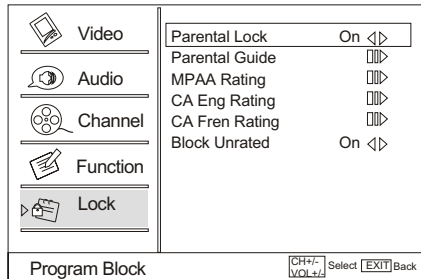 Video
Audio
Channel
Function
Lock
Parental Lock On
Parental Guide
MPAA Rating
CA Eng Rating
CA Fren Rating
Block Unrated On
Program Block
CH+/-
VOL+/- Select EXIT Back